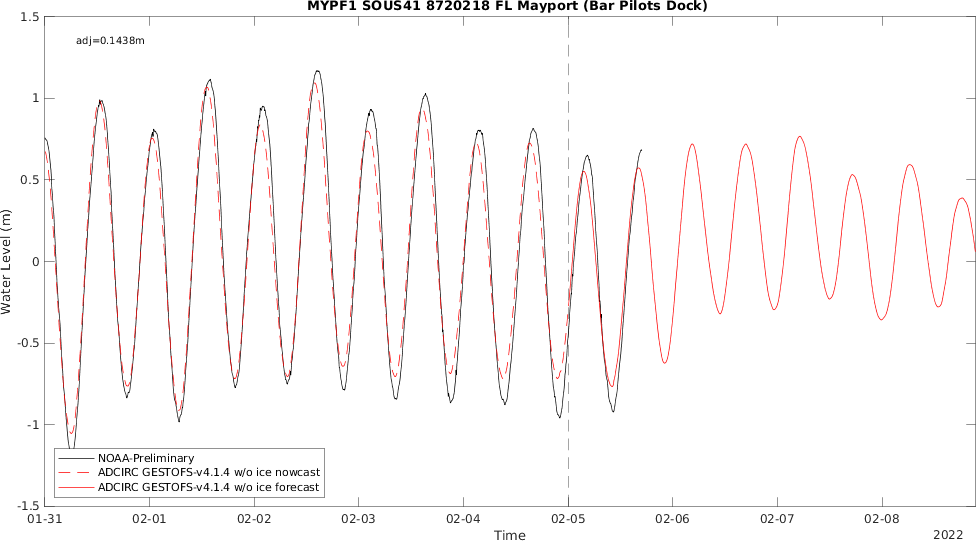 MYPF1 SOUS41 8720218 FL Mayport (Bar Pilots Dock)
adj=0.1438m
1.5
1
0.5
0
-0.5
-1
-1.5
Water Level (m)
NOAA-Preliminary
ADCIRC GESTOFS-v4.1.4 w/o ice nowcast
ADCIRC GESTOFS-v4.1.4 w/o ice forecast
01-31 02-01 02-02 02-03 02-04 02-05 02-06 02-07 02-08
Time
2022